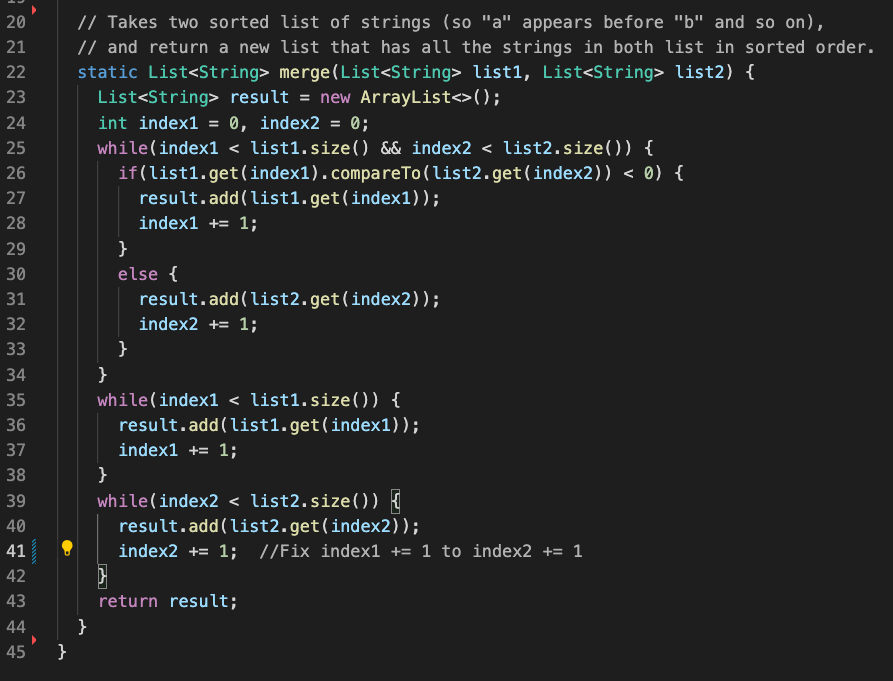 20 // Takes two sorted list of strings (so "a" appears before "b" and so on),
21 // and return a new list that has all the strings in both list in sorted order.
22 static List<String> merge(List<String> list1, List<String> list2) {
23 List<String> result = new ArrayList<>();
24 int index1 = 0, index2 = 0;
25 while(index1 < list1.size() && index2 < list2.size()) {
26 if(list1.get(index1).compareTo(list2.get(index2)) < 0) {
27 result.add(list1.get(index1));
28 index1 += 1;
29 }
30 else {
31 result.add(list2.get(index2));
32 index2 += 1;
33 }
34 }
35 while(index1 < list1.size()) {
36 result.add(list1.get(index1));
37 index1 += 1;
38 }
39 while(index2 < list2.size()) {
40 result.add(list2.get(index2));
41 index2 += 1;  //Fix index1 += 1 to index2 += 1
42 }
43 return result;
44 }
45 }